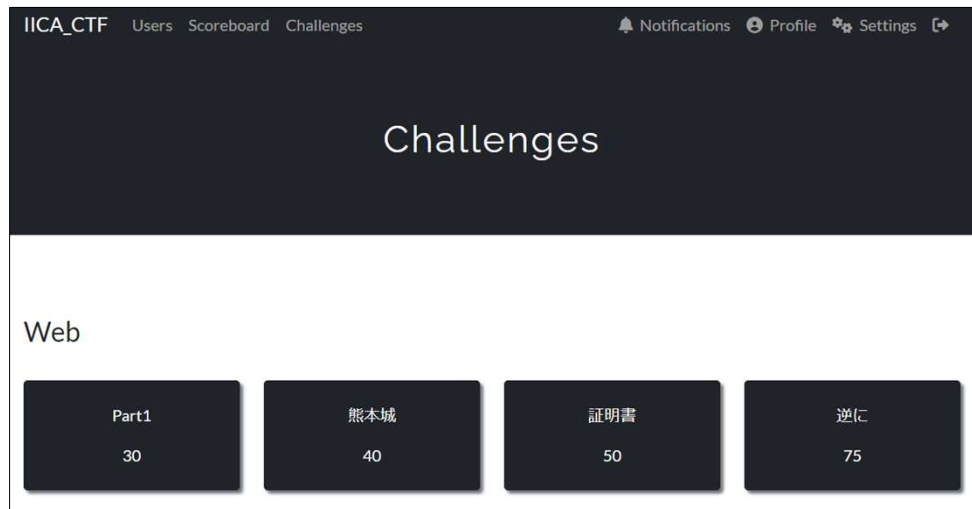 IICA_CTF Users Scoreboard Challenges Notifications Profile Settings
Challenges
Web
Part1 熊本城 証明書 逆に
30 40 50 75